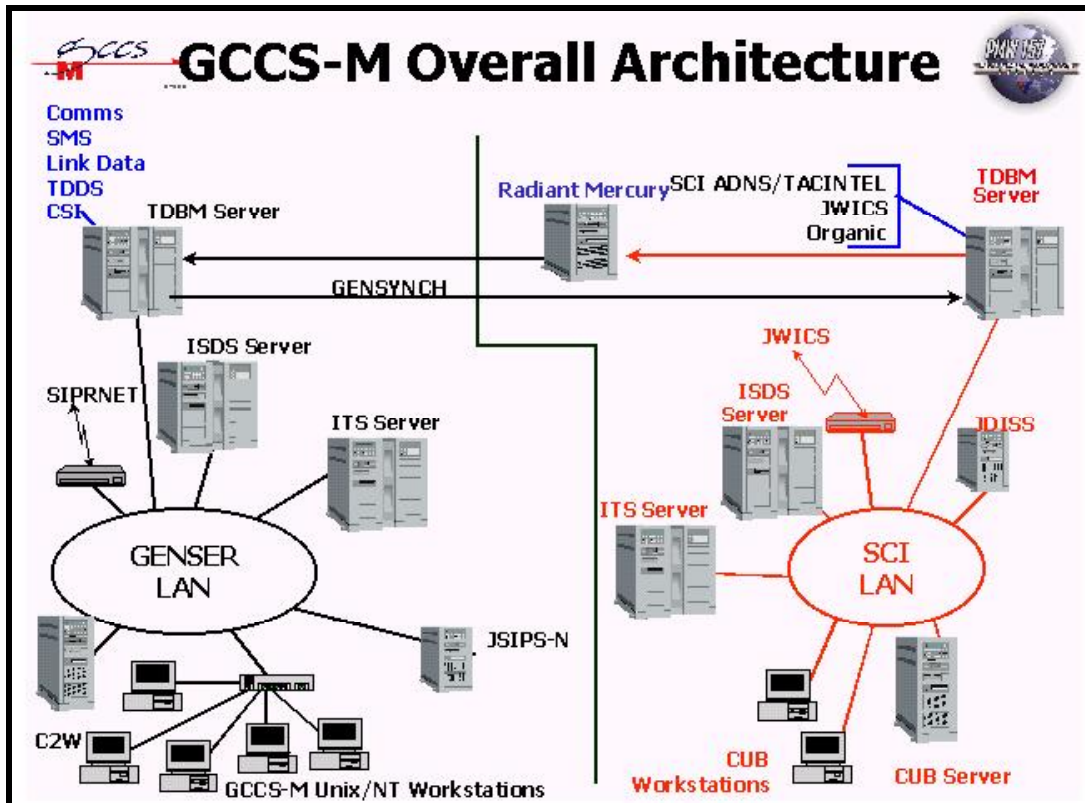 GCCS
M
GCCS-M Overall Architecture
PMW 157
Comms
SMS
Link Data
TDDS
CSI
TDBM Server
Radiant Mercury
SCI ADNS/TACINTEL
JWICS
Organic
TDBM
Server
GENSYNCH
ISDS Server
SIPRNET
ITS Server
JWICS
ISDS
Server
JDISS
ITS Server
GENSER
LAN
SCI
LAN
JSIPS-N
C2W
GCCS-M Unix/NT Workstations
CUB
Workstations
CUB Server